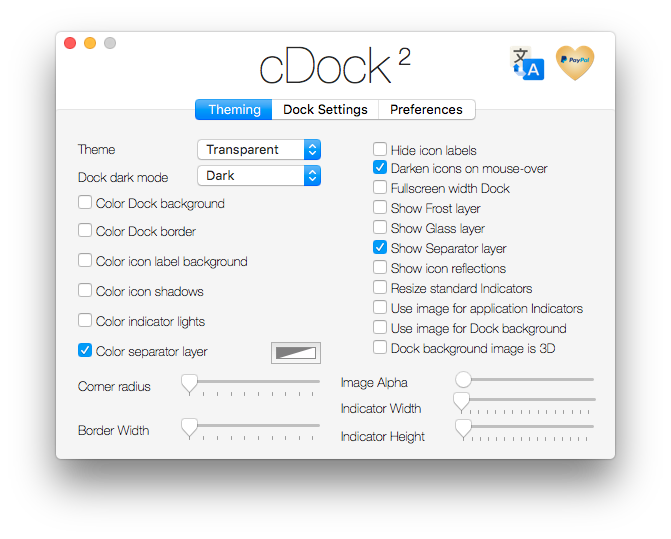 cDock 2
文 A
PayPal
Theming Dock Settings Preferences
Theme Transparent
Dock dark mode Dark
Color Dock background
Color Dock border
Color icon label background
Color icon shadows
Color indicator lights
Color separator layer
Corner radius
Border Width
Hide icon labels
Darken icons on mouse-over
Fullscreen width Dock
Show Frost layer
Show Glass layer
Show Separator layer
Show icon reflections
Resize standard Indicators
Use image for application Indicators
Use image for Dock background
Dock background image is 3D
Image Alpha
Indicator Width
Indicator Height